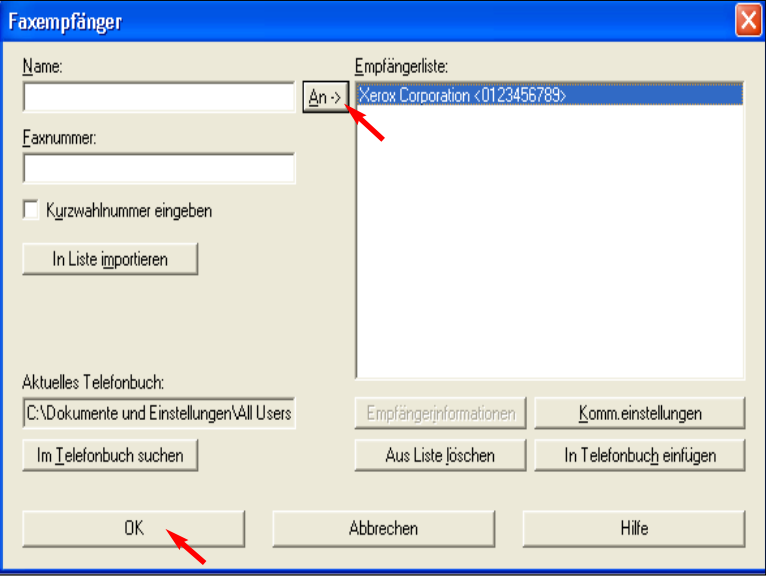 Faxempfänger
Name:
An ->
Empfängerliste:
Xerox Corporation <0123456789>
Faxnummer:
Kurzwahlnummer eingeben
In Liste importieren
Aktuelles Telefonbuch:
C:\Dokumente und Einstellungen\All Users
Empfängerinformationen
Komm.einstellungen
Im Telefonbuch suchen
Aus Liste löschen
In Telefonbuch einfügen
OK
Abbrechen
Hilfe